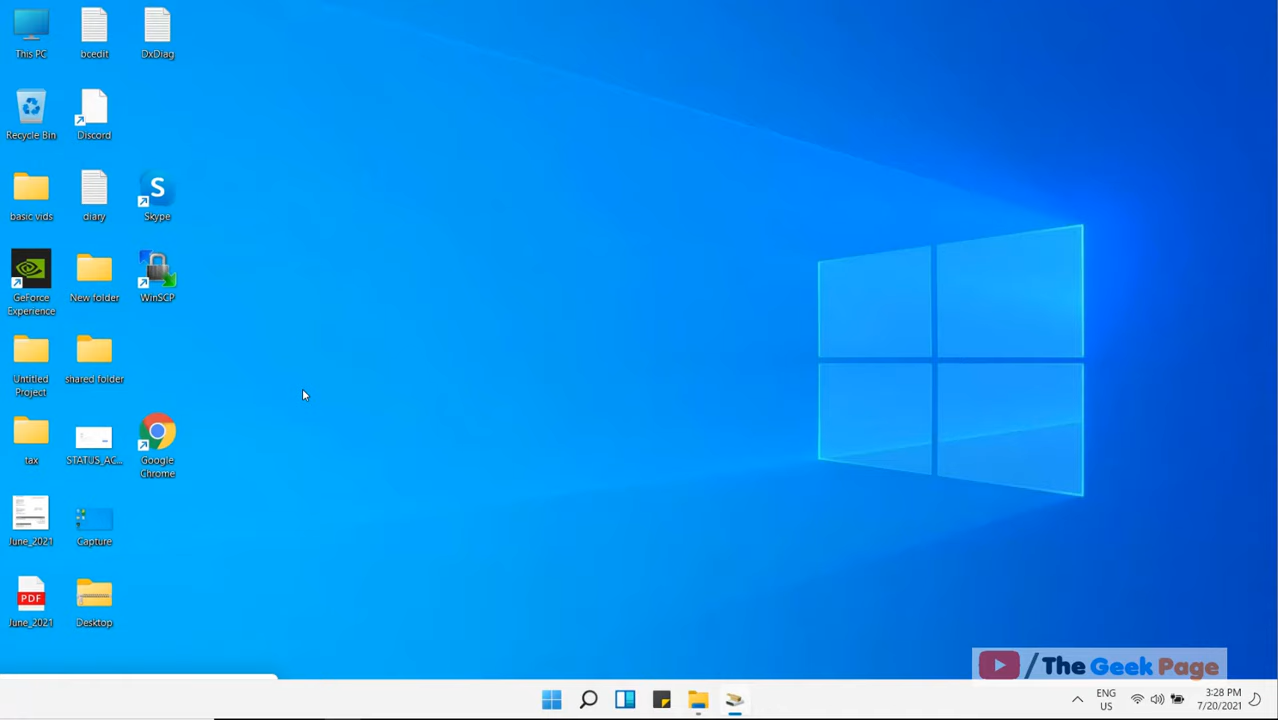 This PC
bcedit
DxDiag
Recycle Bin
Discord
basic vids
diary
S
Skype
GeForce
Experience
New folder
WinSCP
Untitled
Project
shared folder
tax
STATUS_AC...
Google
Chrome
June_2021
Capture
PDF
June_2021
Desktop
/The Geek Page
NG
US
3:28 PM
7/20/2021